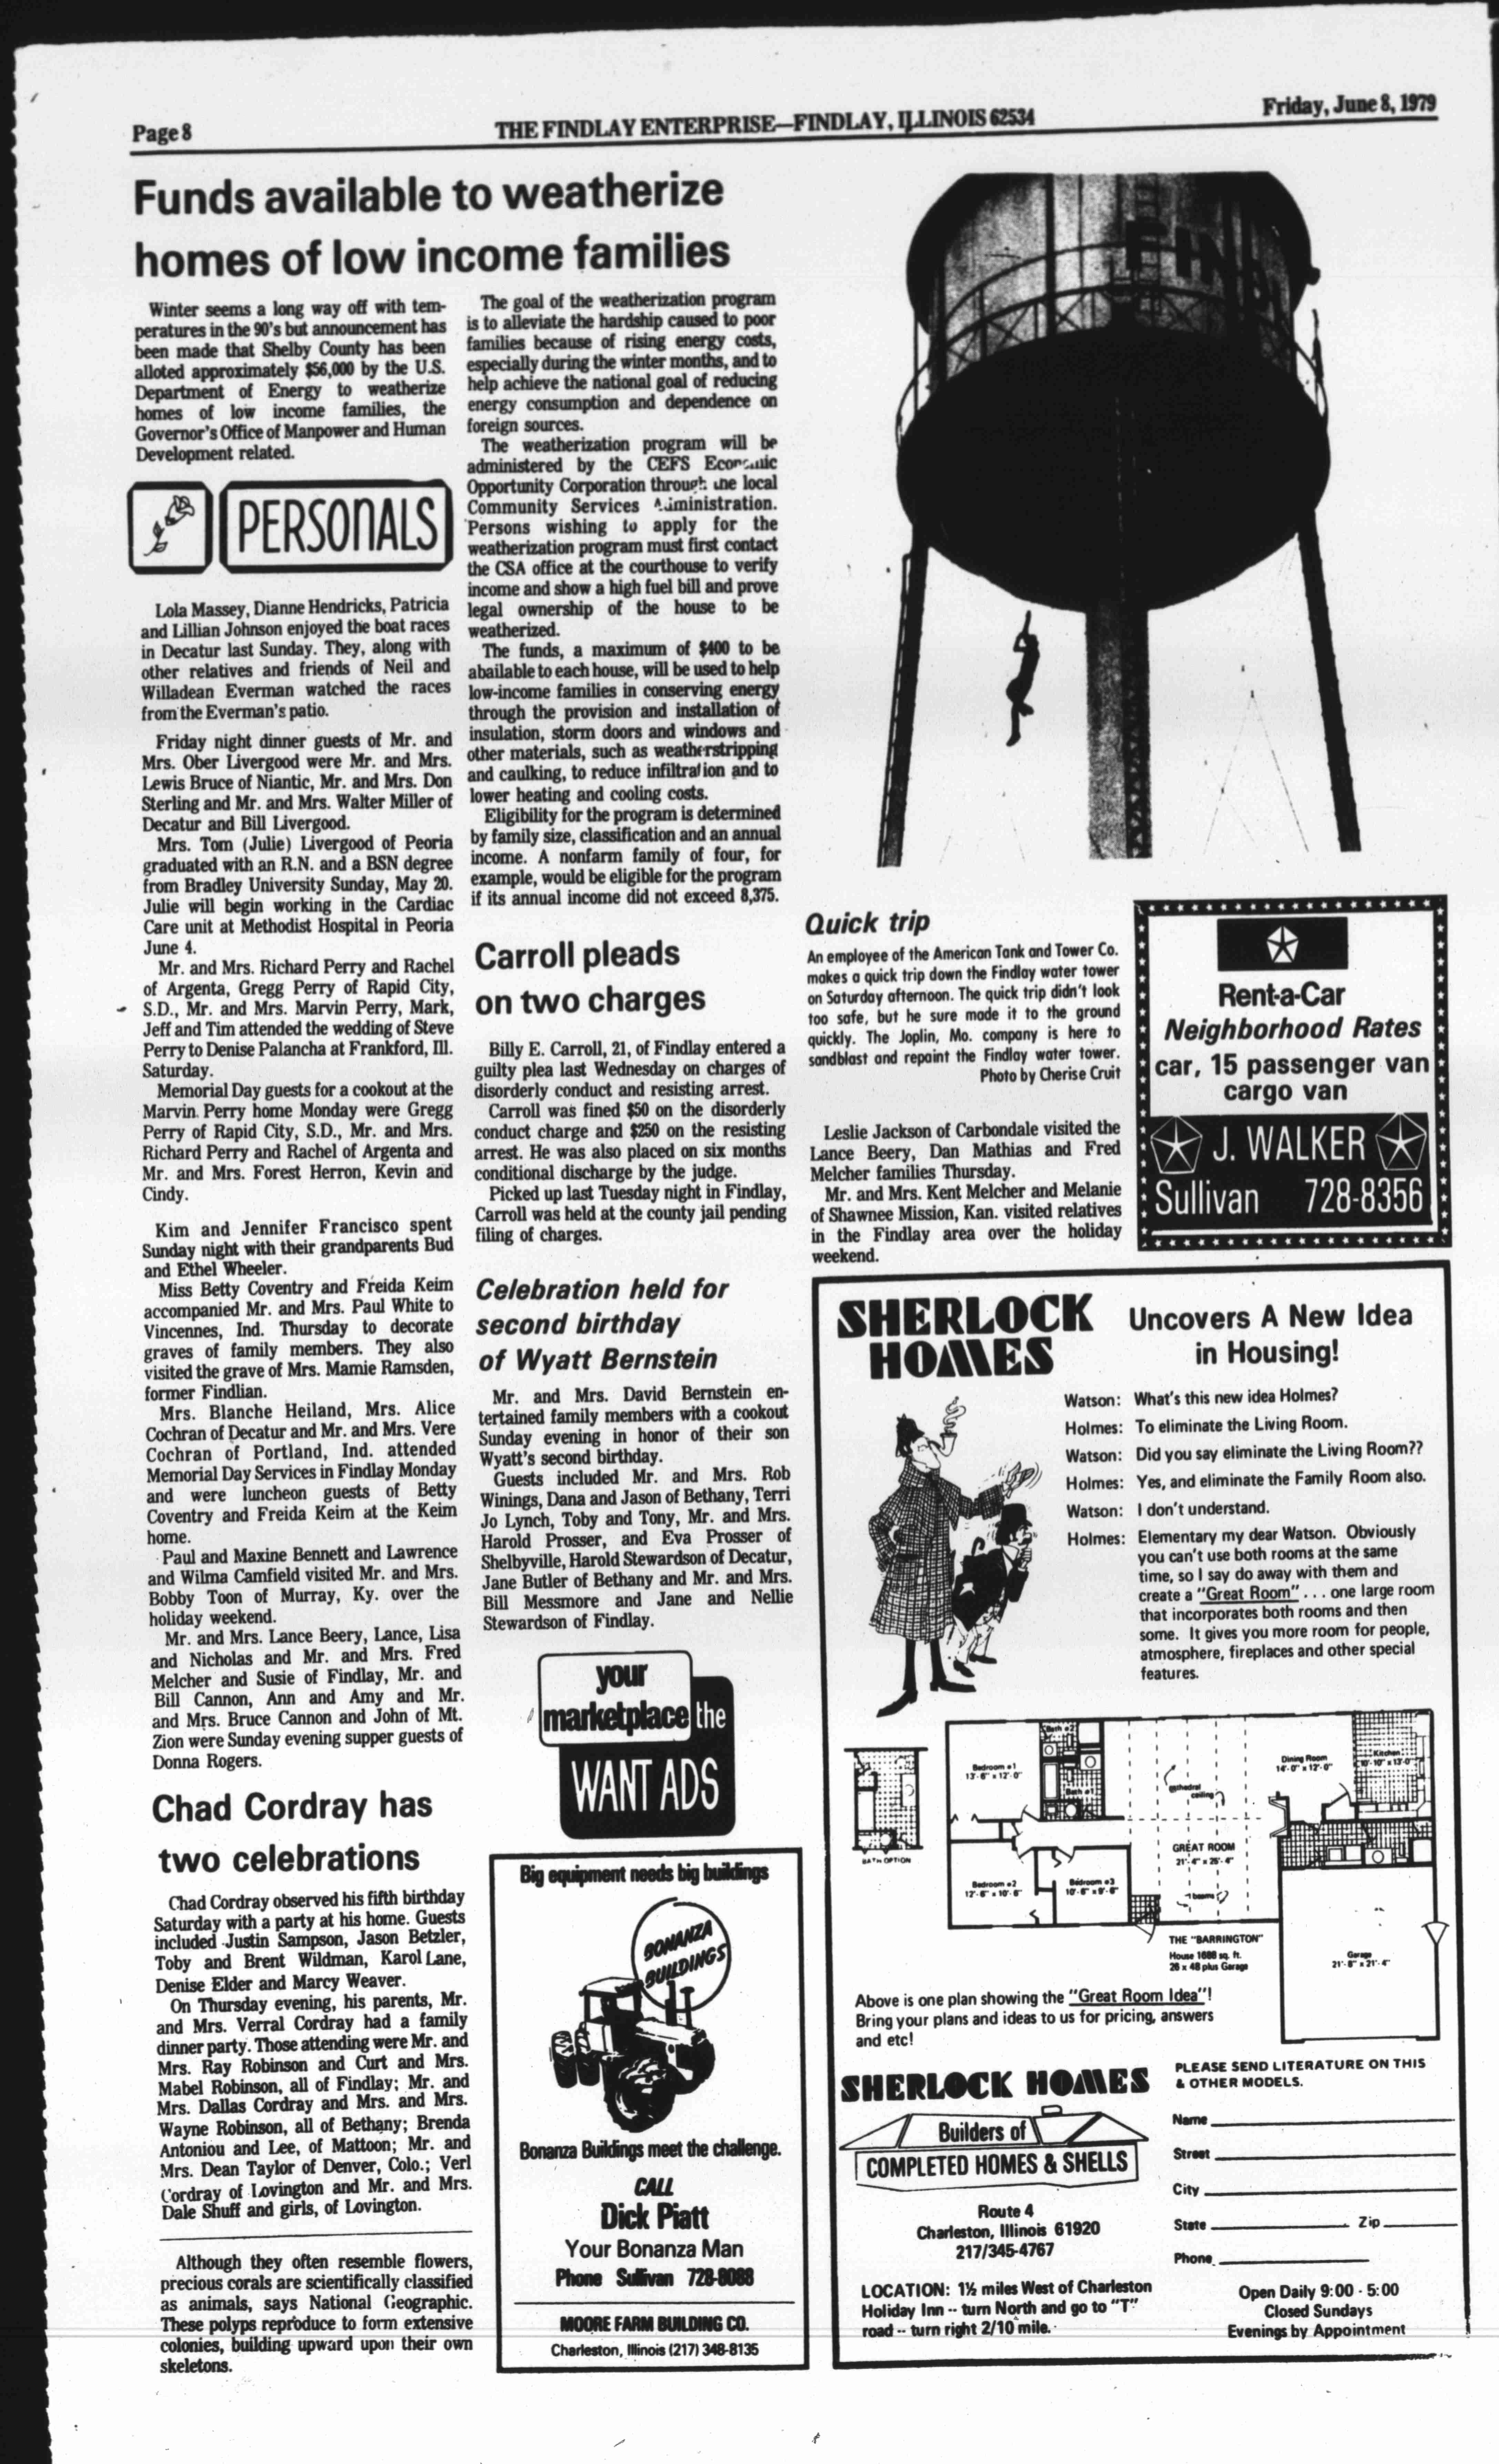 Page 8
THE FINDLAY ENTERPRISE—FINDLAY, ILLINOIS 62534
Friday, June 8, 1979
Funds available to weatherize
homes of low income families
Winter seems a long way off with tem-
peratures in the 90's but announcement has
been made that Shelby County has been
alloted approximately $56,000 by the U.S.
Department of Energy to weatherize
homes of low income families, the
Governor's Office of Manpower and Human
Development related.
The goal of the weatherization program
is to alleviate the hardship caused to poor
families because of rising energy costs,
especially during the winter months, and to
help achieve the national goal of reducing
energy consumption and dependence on
foreign sources.
The weatherization program will be
administered by the CEFS Economic
Opportunity Corporation through the local
Community Services Administration.
Persons wishing to apply for the
weatherization program must first contact
the CSA office at the courthouse to verify
income and show a high fuel bill and prove
legal ownership of the house to be
weatherized.
The funds, a maximum of $400 to be
abailable to each house, will be used to help
low-income families in conserving energy
through the provision and installation of
insulation, storm doors and windows and
other materials, such as weatherstripping
and caulking, to reduce infiltration and to
lower heating and cooling costs.
Eligibility for the program is determined
by family size, classification and an annual
income. A nonfarm family of four, for
example, would be eligible for the program
if its annual income did not exceed 8,375.
PERSONALS
Lola Massey, Dianne Hendricks, Patricia
and Lillian Johnson enjoyed the boat races
in Decatur last Sunday. They, along with
other relatives and friends of Neil and
Willadean Everman watched the races
from the Everman's patio.
Friday night dinner guests of Mr. and
Mrs. Ober Livergood were Mr. and Mrs.
Lewis Bruce of Niantic, Mr. and Mrs. Don
Sterling and Mr. and Mrs. Walter Miller of
Decatur and Bill Livergood.
Mrs. Tom (Julie) Livergood of Peoria
graduated with an R.N. and a BSN degree
from Bradley University Sunday, May 20.
Julie will begin working in the Cardiac
Care unit at Methodist Hospital in Peoria
June 4.
Mr. and Mrs. Richard Perry and Rachel
of Argenta, Gregg Perry of Rapid City,
S.D., Mr. and Mrs. Marvin Perry, Mark,
Jeff and Tim attended the wedding of Steve
Perry to Denise Palancha at Frankford, Ill.
Saturday.
Memorial Day guests for a cookout at the
Marvin Perry home Monday were Gregg
Perry of Rapid City, S.D., Mr. and Mrs.
Richard Perry and Rachel of Argenta and
Mr. and Mrs. Forest Herron, Kevin and
Cindy.
Kim and Jennifer Francisco spent
Sunday night with their grandparents Bud
and Ethel Wheeler.
Miss Betty Coventry and Freida Keim
accompanied Mr. and Mrs. Paul White to
Vincennes, Ind. Thursday to decorate
graves of family members. They also
visited the grave of Mrs. Mamie Ramsden,
former Findlian.
Mrs. Blanche Heiland, Mrs. Alice
Cochran of Decatur and Mr. and Mrs. Vere
Cochran of Portland, Ind. attended
Memorial Day Services in Findlay Monday
and were luncheon guests of Betty
Coventry and Freida Keim at the Keim
home.
Paul and Maxine Bennett and Lawrence
and Wilma Camfield visited Mr. and Mrs.
Bobby Toon of Murray, Ky. over the
holiday weekend.
Mr. and Mrs. Lance Beery, Lance, Lisa
and Nicholas and Mr. and Mrs. Fred
Melcher and Susie of Findlay, Mr. and
Bill Cannon, Ann and Amy and Mr.
and Mrs. Bruce Cannon and John of Mt.
Zion were Sunday evening supper guests of
Donna Rogers.
Chad Cordray has
two celebrations
Chad Cordray observed his fifth birthday
Saturday with a party at his home. Guests
included Justin Sampson, Jason Betzler,
Toby and Brent Wildman, Karol Lane,
Denise Elder and Marcy Weaver.
On Thursday evening, his parents, Mr.
and Mrs. Verral Cordray had a family
dinner party. Those attending were Mr. and
Mrs. Ray Robinson and Curt and Mrs.
Mabel Robinson, all of Findlay; Mr. and
Mrs. Dallas Cordray and Mrs. and Mrs.
Wayne Robinson, all of Bethany; Brenda
Antoniou and Lee, of Mattoon; Mr. and
Mrs. Dean Taylor of Denver, Colo.; Verl
Cordray of Lovington and Mr. and Mrs.
Dale Shuff and girls, of Lovington.
Although they often resemble flowers,
precious corals are scientifically classified
as animals, says National Geographic.
These polyps reproduce to form extensive
colonies, building upward upon their own
skeletons.
Carroll pleads
on two charges
Billy E. Carroll, 21, of Findlay entered a
guilty plea last Wednesday on charges of
disorderly conduct and resisting arrest.
Carroll was fined $50 on the disorderly
conduct charge and $250 on the resisting
arrest. He was also placed on six months
conditional discharge by the judge.
Picked up last Tuesday night in Findlay,
Carroll was held at the county jail pending
filing of charges.
Celebration held for
second birthday
of Wyatt Bernstein
Mr. and Mrs. David Bernstein en-
tertained family members with a cookout
Sunday evening in honor of their son
Wyatt's second birthday.
Guests included Mr. and Mrs. Rob
Winings, Dana and Jason of Bethany, Terri
Jo Lynch, Toby and Tony, Mr. and Mrs.
Harold Prosser, and Eva Prosser of
Shelbyville, Harold Stewardson of Decatur,
Jane Butler of Bethany and Mr. and Mrs.
Bill Messmore and Jane and Nellie
Stewardson of Findlay.
your
marketplace the
WANT ADS
Big equipment needs big buildings
BONANZA
BUILDINGS
Bonanza Buildings meet the challenge.
CALL
Dick Piatt
Your Bonanza Man
Phone Sullivan 728-8088
MOORE FARM BUILDING CO.
Charleston, Illinois (217) 348-8135
FIND
Quick trip
An employee of the American Tank and Tower Co.
makes a quick trip down the Findlay water tower
on Saturday afternoon. The quick trip didn't look
too safe, but he sure made it to the ground
quickly. The Joplin, Mo. company is here to
sandblast and repaint the Findlay water tower.
Photo by Cherise Cruit
Leslie Jackson of Carbondale visited the
Lance Beery, Dan Mathias and Fred
Melcher families Thursday.
Mr. and Mrs. Kent Melcher and Melanie
of Shawnee Mission, Kan. visited relatives
in the Findlay area over the holiday
weekend.
Rent-a-Car
Neighborhood Rates
car, 15 passenger van
cargo van
J. WALKER
Sullivan 728-8356
SHERLOCK
HOMES
Uncovers A New Idea
in Housing!
Watson: What's this new idea Holmes?
Holmes: To eliminate the Living Room.
Watson: Did you say eliminate the Living Room??
Holmes: Yes, and eliminate the Family Room also.
Watson: I don't understand.
Holmes: Elementary my dear Watson. Obviously
you can't use both rooms at the same
time, so I say do away with them and
create a "Great Room" . . . one large room
that incorporates both rooms and then
some. It gives you more room for people,
atmosphere, fireplaces and other special
features.
BATH OPTION
Bedroom #1
13'-6" x 12'-0"
Bath #2
Bath #1
cathedral
ceiling
Dining Room
14'-0" x 12'-0"
Kitchen
10'-10" x 13'-0"
GREAT ROOM
21'-4" x 25'-4"
Bedroom #2
12'-6" x 10'-6"
Bedroom #3
10'-6" x 9'-6"
beams
THE "BARRINGTON"
House 1688 sq. ft.
26 x 48 plus Garage
Garage
21'-8" x 21'-4"
Above is one plan showing the "Great Room Idea"!
Bring your plans and ideas to us for pricing, answers
and etc!
SHERLOCK HOMES
Builders of
COMPLETED HOMES & SHELLS
Route 4
Charleston, Illinois 61920
217/345-4767
LOCATION: 1½ miles West of Charleston
Holiday Inn -- turn North and go to "T"
road -- turn right 2/10 mile.
PLEASE SEND LITERATURE ON THIS
& OTHER MODELS.
Name
Street
City
State Zip
Phone
Open Daily 9:00 - 5:00
Closed Sundays
Evenings by Appointment